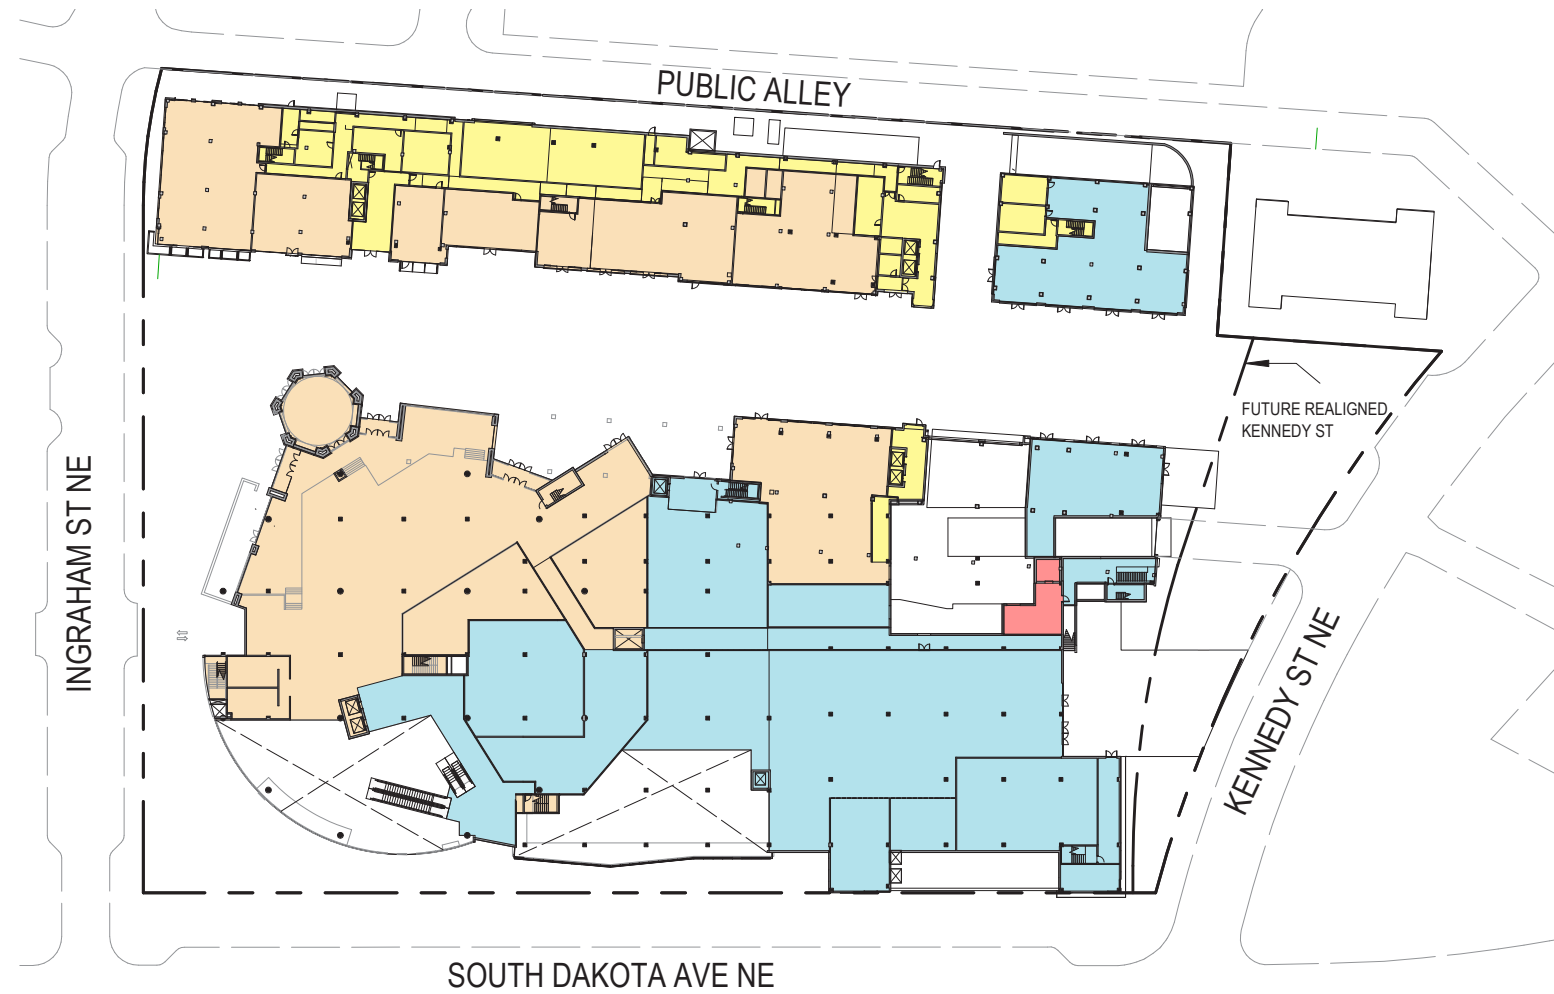 PUBLIC ALLEY
FUTURE REALIGNED
KENNEDY ST
INGRAHAM ST NE
KENNEDY ST NE
SOUTH DAKOTA AVE NE